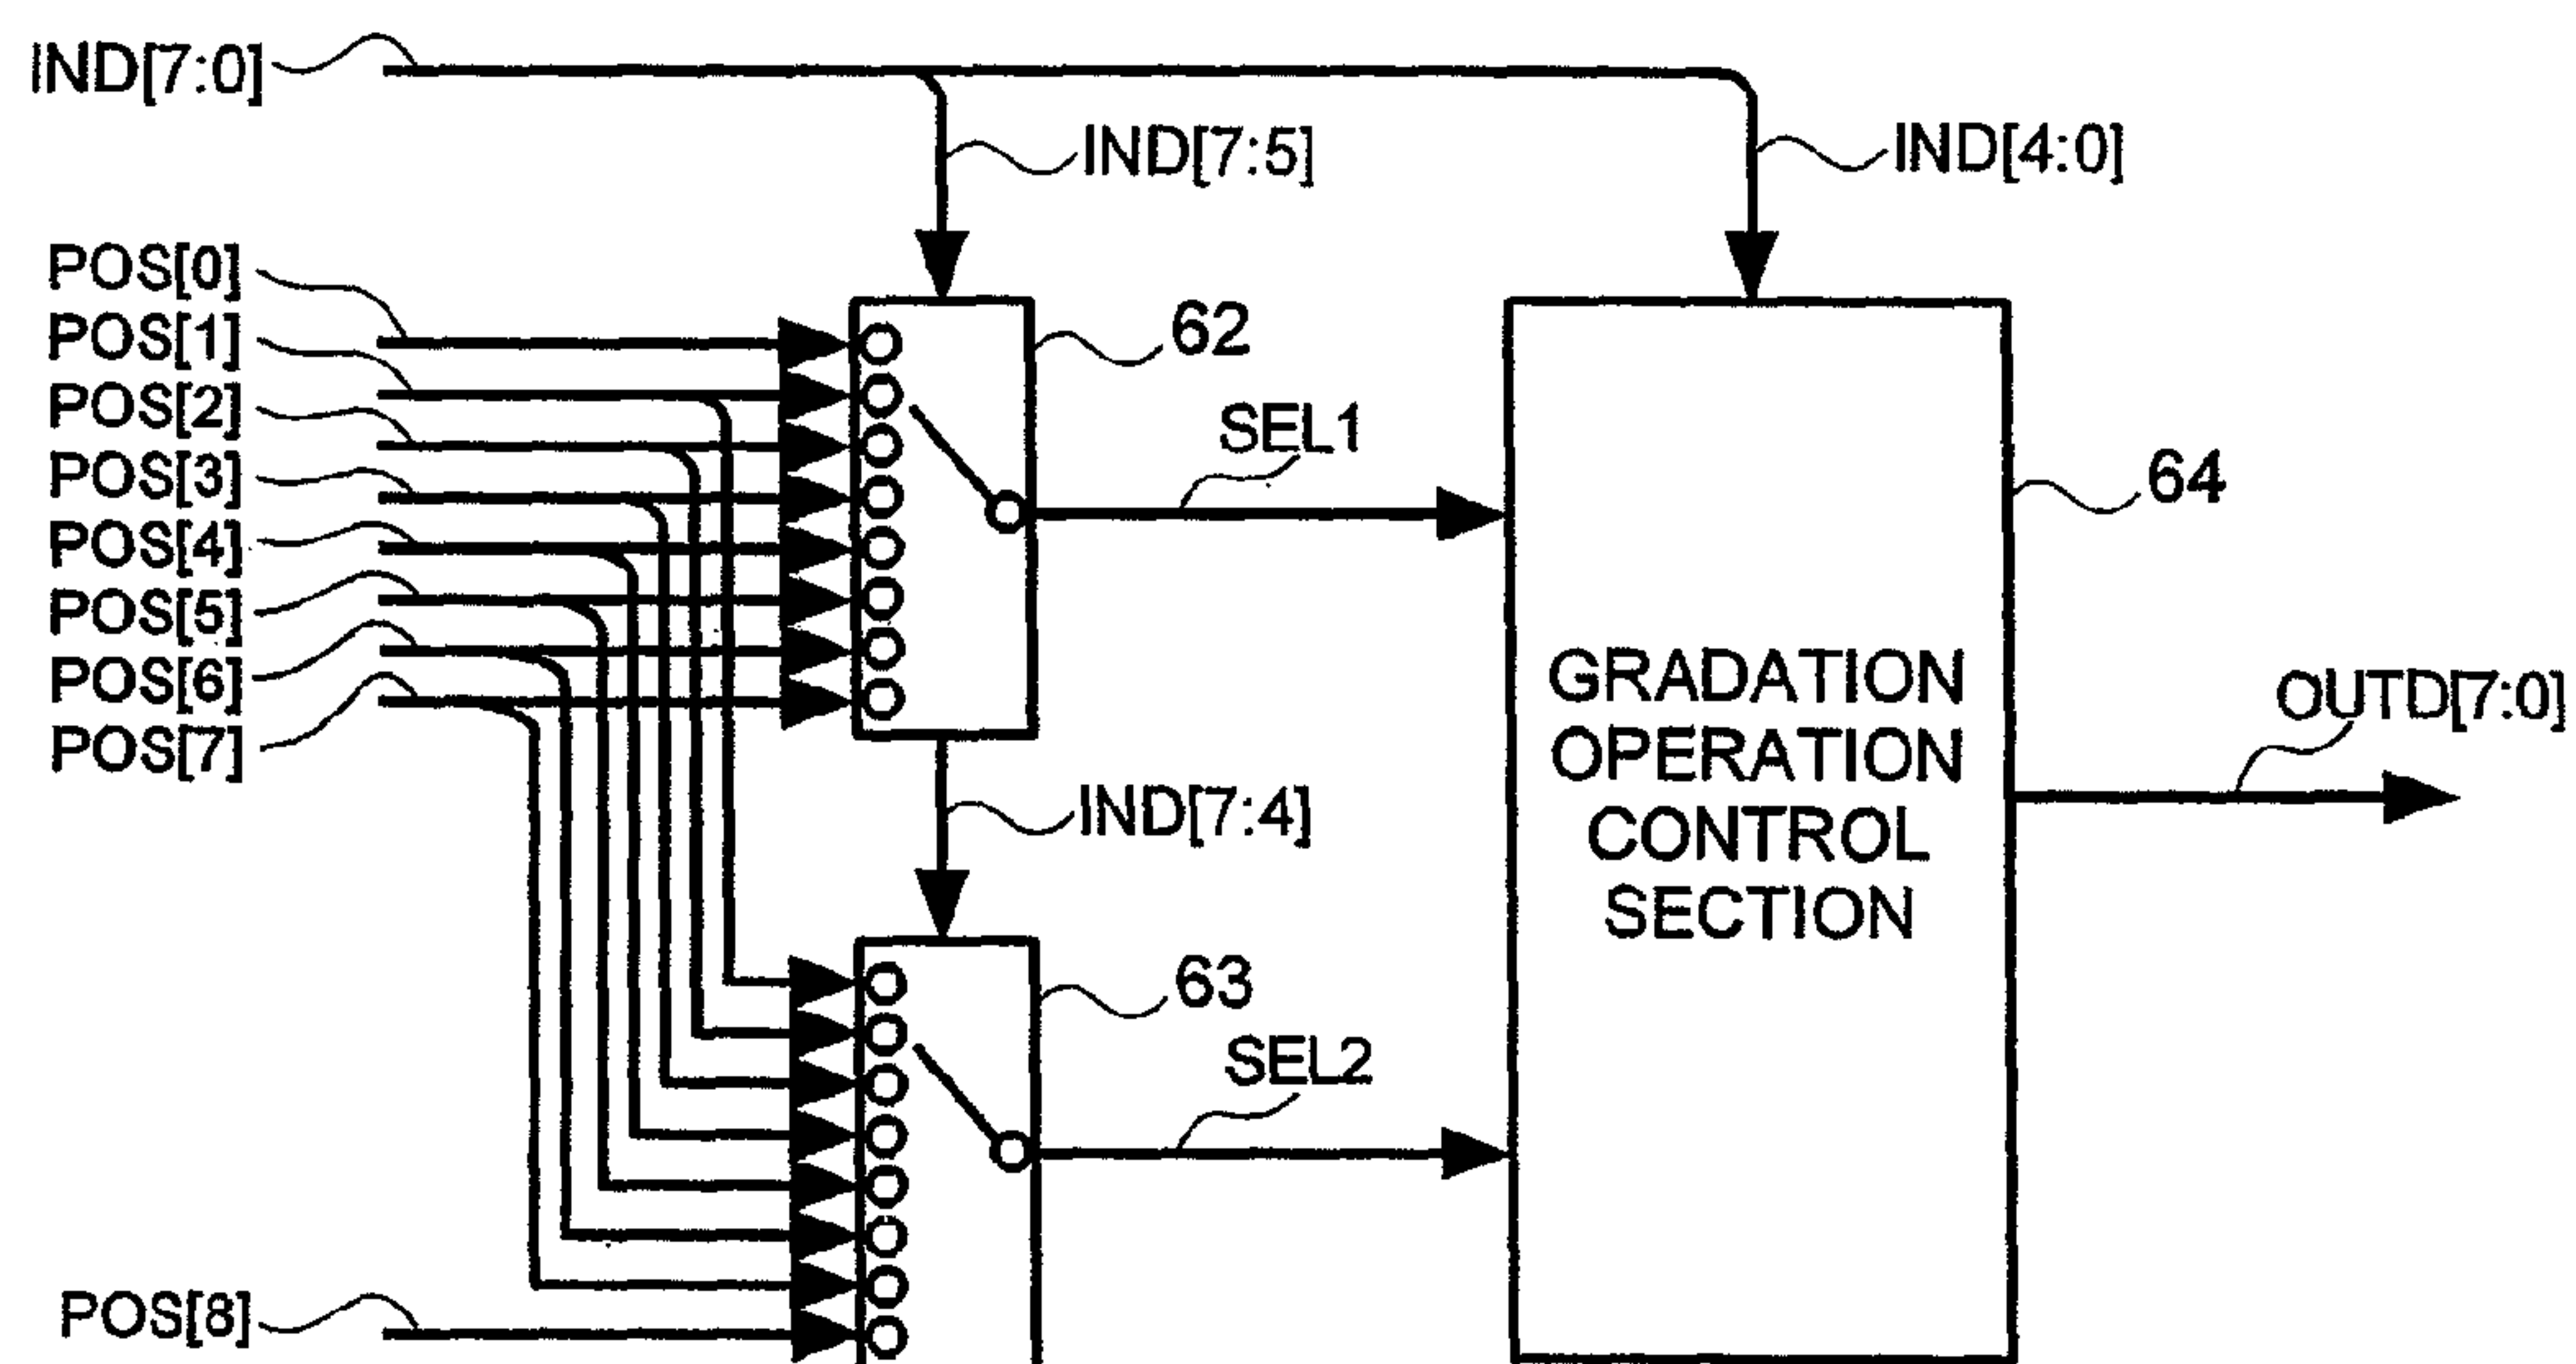 IND[7:0]
IND[7:5]
IND[4:0]
POS[0]
POS[1]
POS[2]
POS[3]
POS[4]
POS[5]
POS[6]
POS[7]
62
SEL1
64
GRADATION
OPERATION
CONTROL
SECTION
OUTD[7:0]
IND[7:4]
63
SEL2
POS[8]